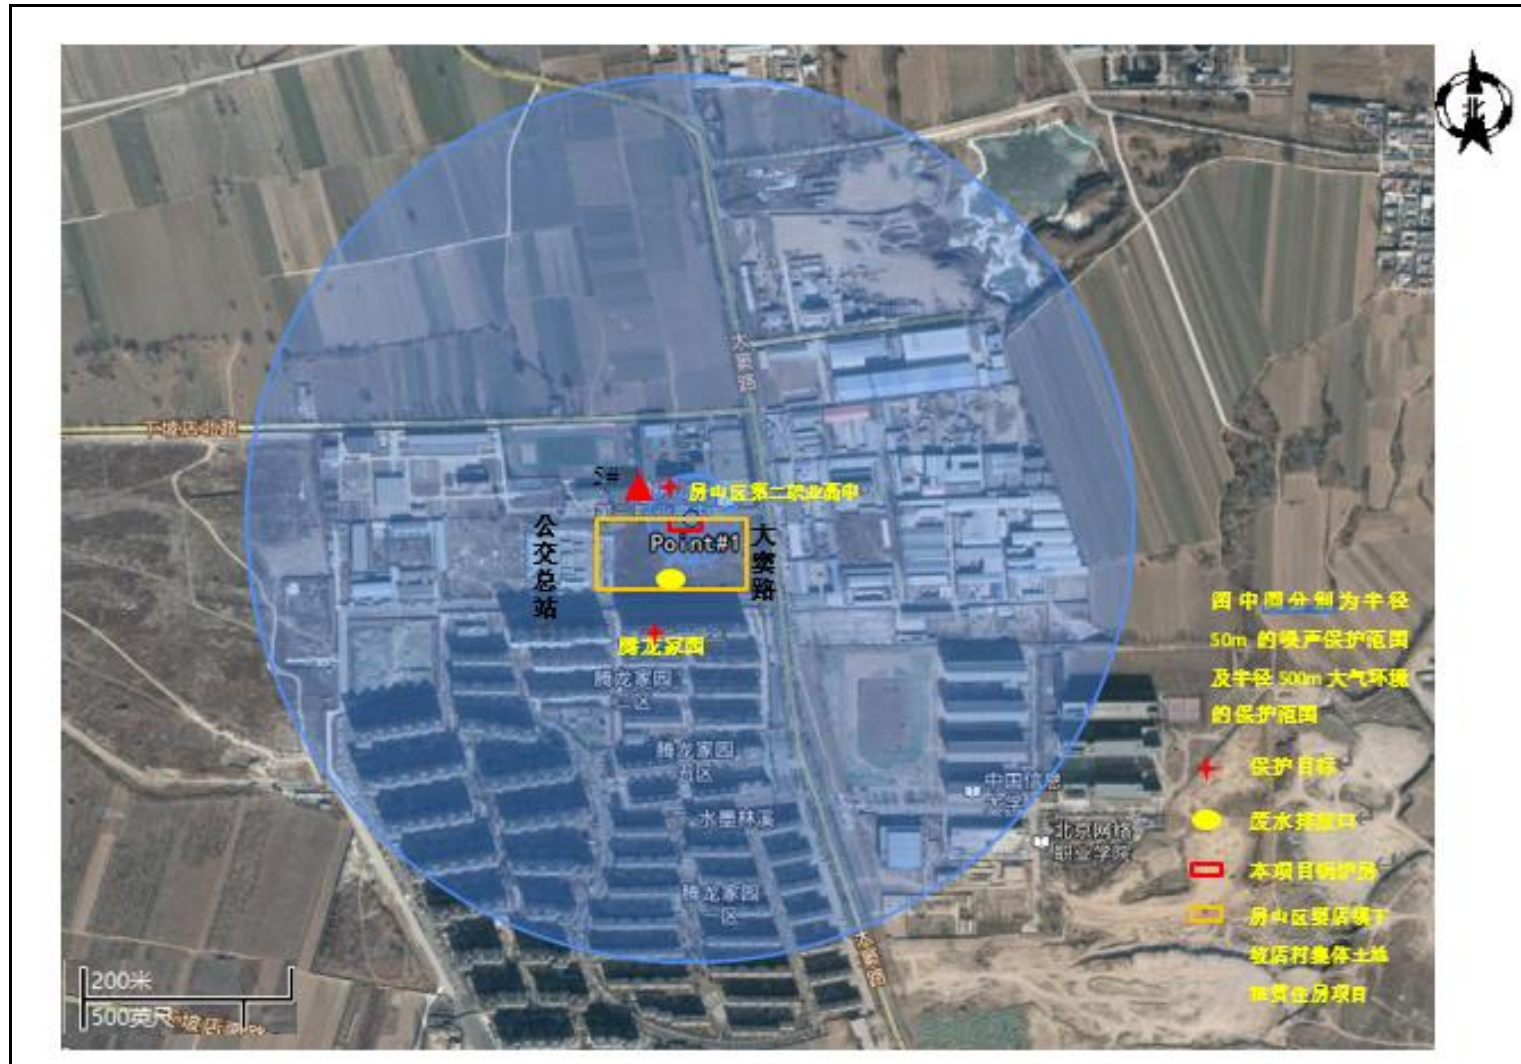 北
大窦路
下坡店北路
5#
房山区第二职业高中
公交总站
Point#1
大窦路
腾龙家园
腾龙家园
二区
腾龙家园
水墨林溪
腾龙家园
一区
中国信息
大学
北京网络
职业学院
大窦路
图中圆分别为半径
50m 的噪声保护范围
及半径 500m 大气环境
的保护范围
保护目标
废水排放口
本项目锅炉房
房山区窦店镇下
坡店村集体土地
租赁住房项目
200米
500英尺